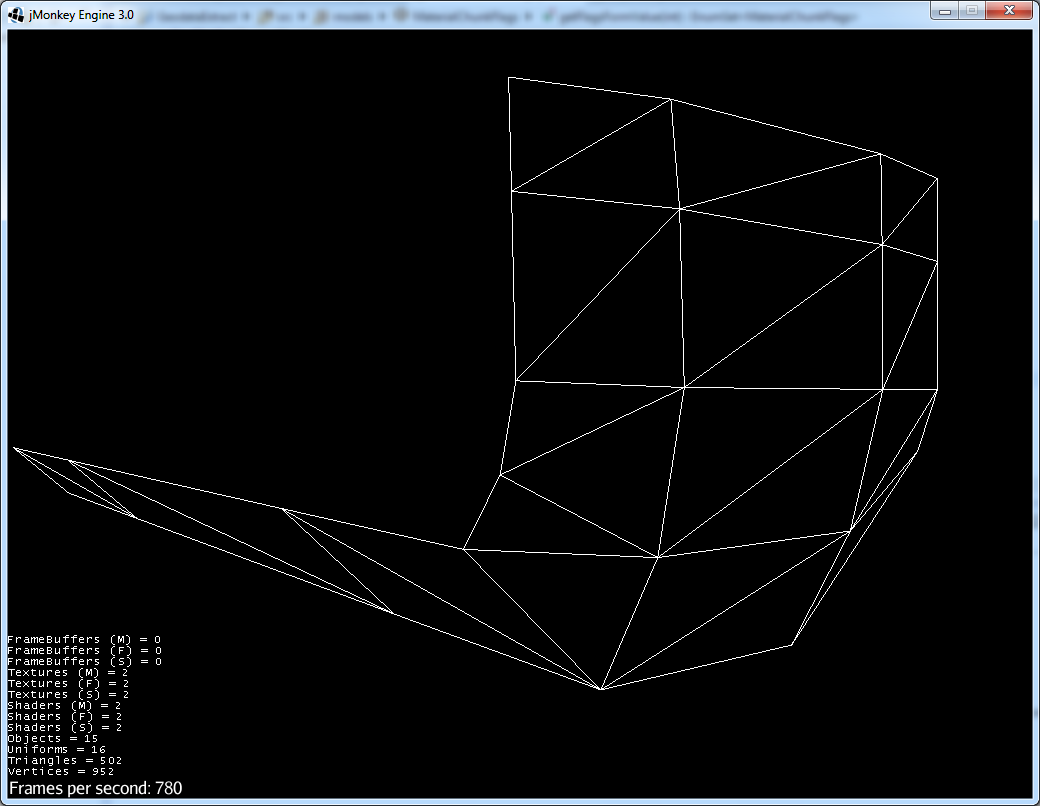 jMonkey Engine 3.0
FrameBuffers (M) = 0
FrameBuffers (F) = 0
FrameBuffers (S) = 0
Textures (M) = 2
Textures (F) = 2
Textures (S) = 2
Shaders (M) = 2
Shaders (F) = 2
Shaders (S) = 2
Objects = 15
Uniforms = 16
Triangles = 502
Vertices = 952
Frames per second: 780